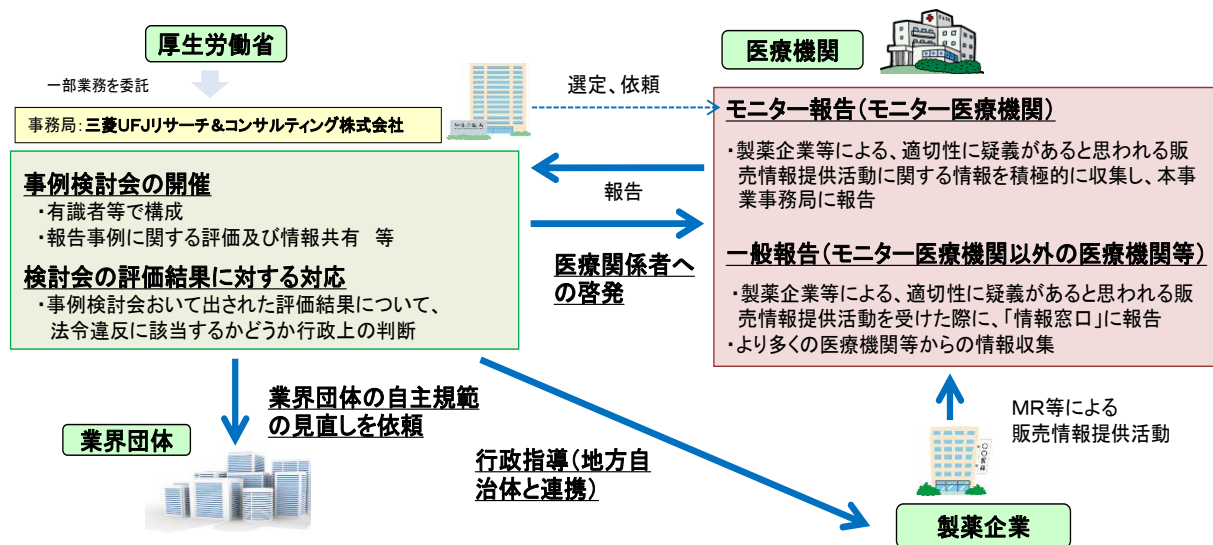 厚生労働省
一部業務を委託
事務局：三菱UFJリサーチ&コンサルティング株式会社
事例検討会の開催
・有識者等で構成
・報告事例に関する評価及び情報共有　等
検討会の評価結果に対する対応
・事例検討会おいて出された評価結果について、
法令違反に該当するかどうか行政上の判断
選定、依頼
報告
医療関係者へ
の啓発
医療機関
モニター報告（モニター医療機関）
・製薬企業等による、適切性に疑義があると思われる販
売情報提供活動に関する情報を積極的に収集し、本事
業事務局に報告
一般報告（モニター医療機関以外の医療機関等）
・製薬企業等による、適切性に疑義があると思われる販
売情報提供活動を受けた際に、「情報窓口」に報告
・より多くの医療機関等からの情報収集
業界団体の自主規範
の見直しを依頼
業界団体
行政指導（地方自
治体と連携）
MR等による
販売情報提供活動
製薬企業